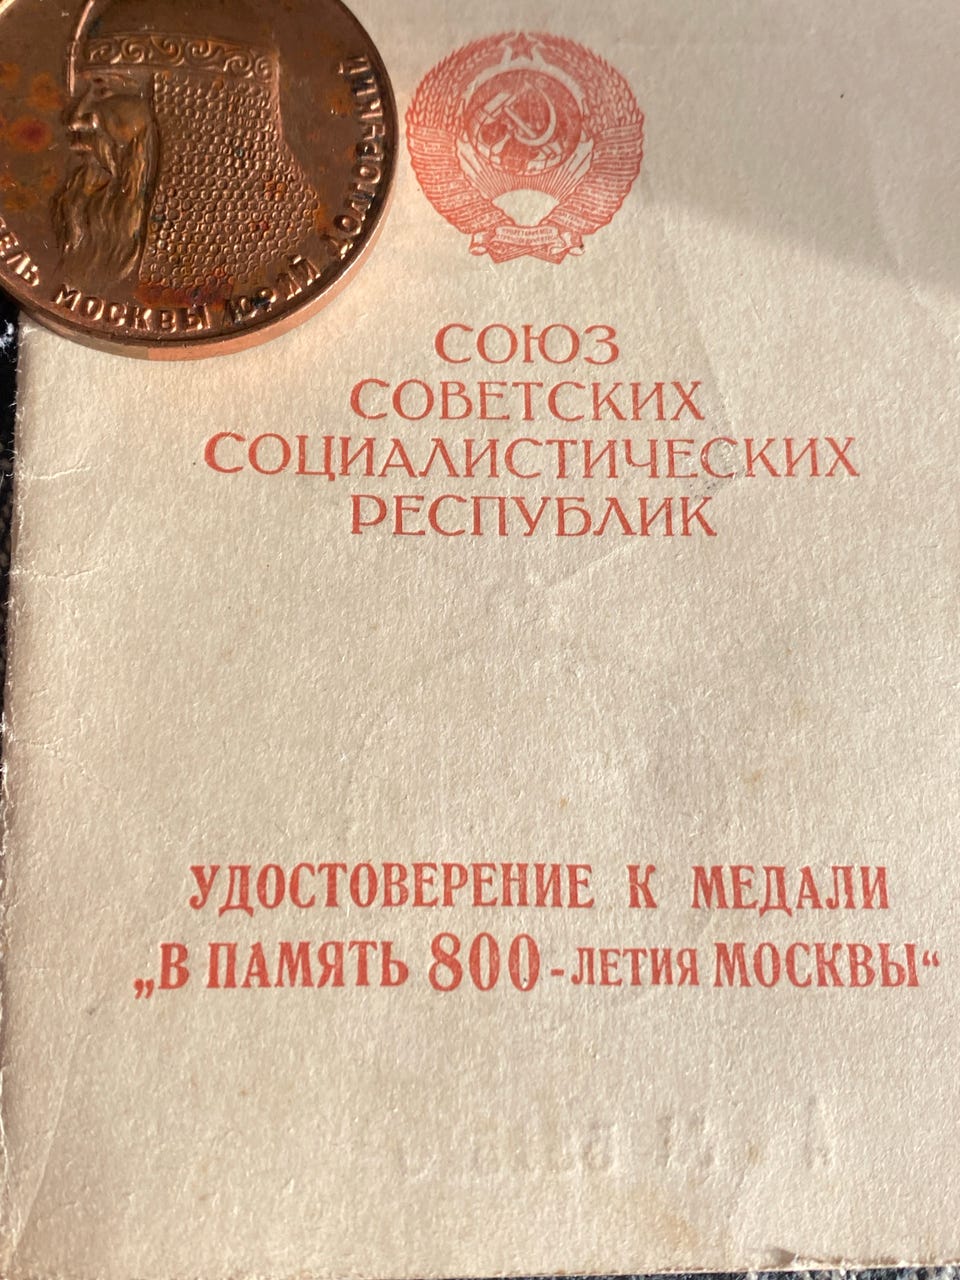 МОСКВЫ ЮРИЙ ДОЛГОРУКИЙ
СОЮЗ
СОВЕТСКИХ
СОЦИАЛИСТИЧЕСКИХ
РЕСПУБЛИК
УДОСТОВЕРЕНИЕ К МЕДАЛИ
„В ПАМЯТЬ 800-ЛЕТИЯ МОСКВЫ“